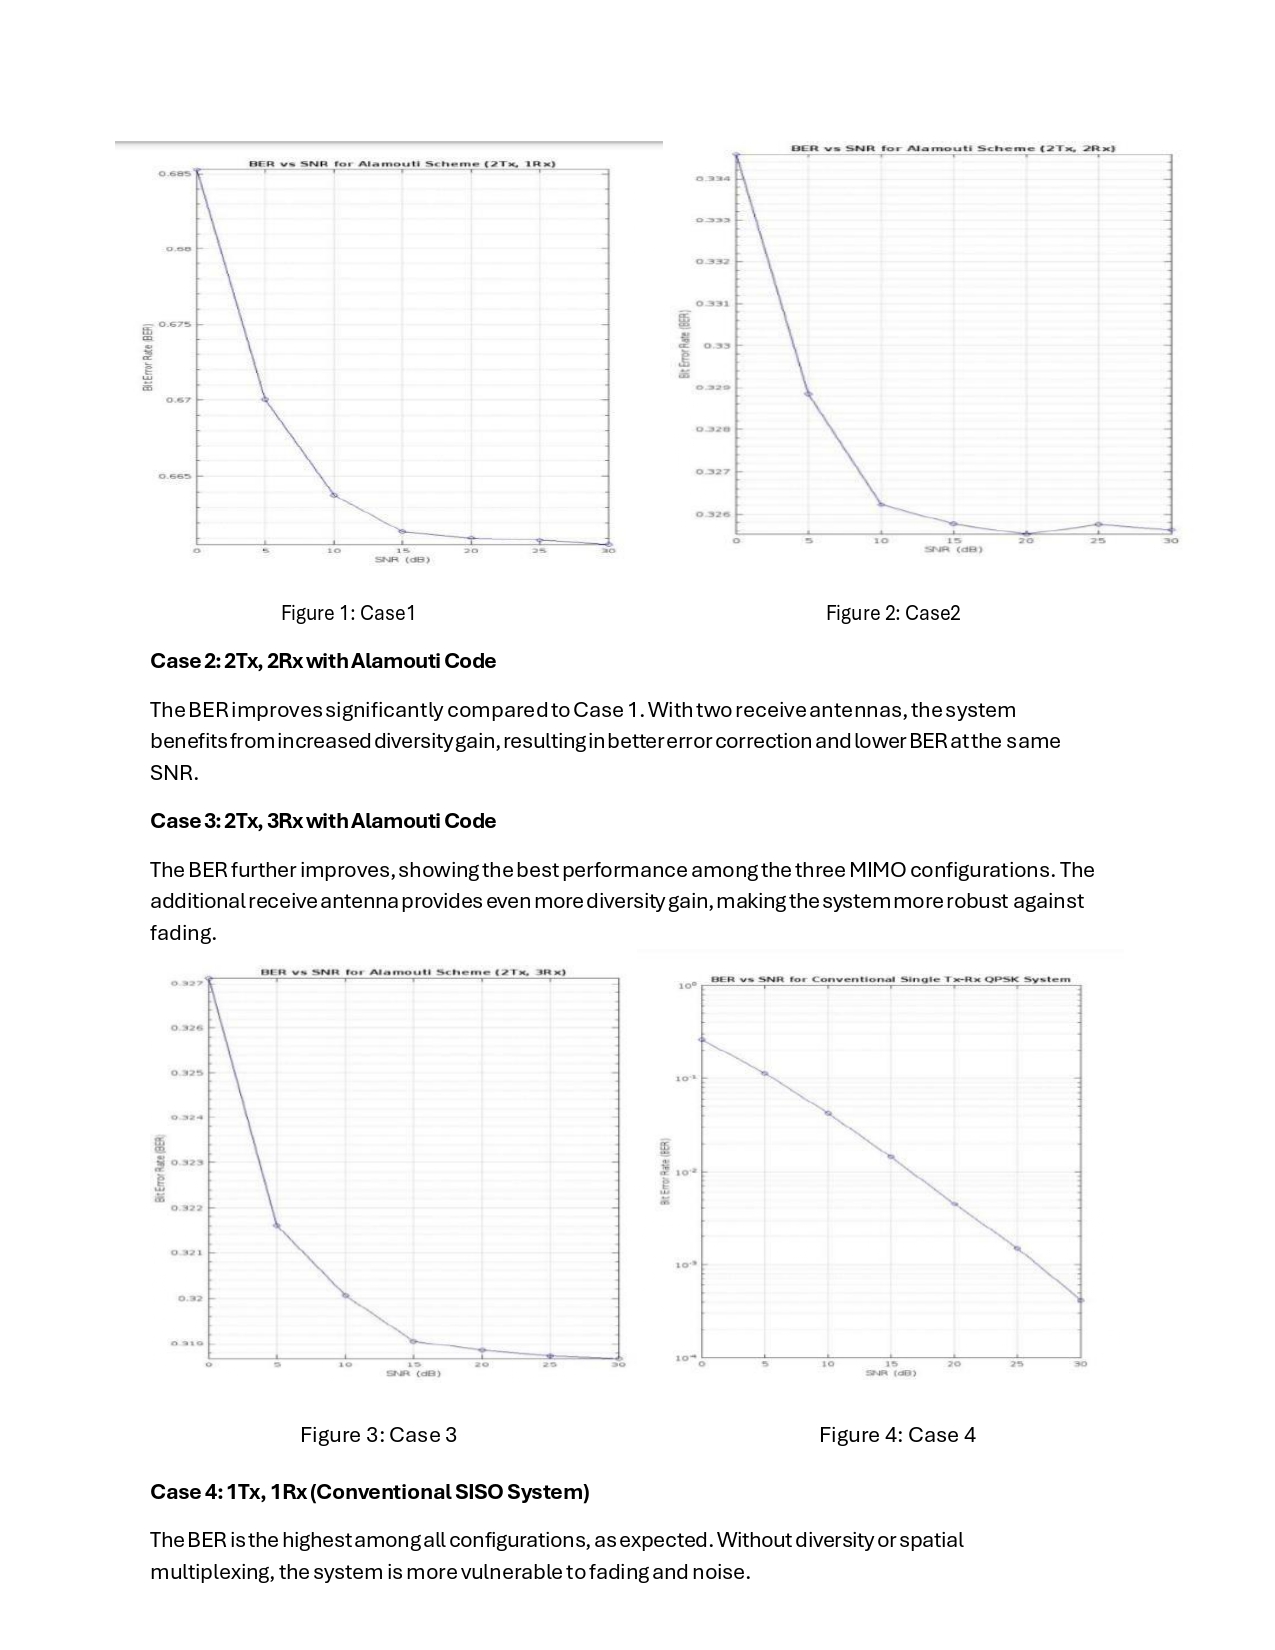 BER vs SNR for Alamouti Scheme (2Tx, 1Rx)
0.685
0.68
0.675
0.67
0.665
Bit Error Rate (BER)
0 5 10 15 20 25 30
SNR (dB)
BER vs SNR for Alamouti Scheme (2Tx, 2Rx)
0.334
0.333
0.332
0.331
0.33
0.329
0.328
0.327
0.326
Bit Error Rate (BER)
0 5 10 15 20 25 30
SNR (dB)
Figure 1: Case1
Figure 2: Case2
Case 2: 2Tx, 2Rx with Alamouti Code
The BER improves significantly compared to Case 1. With two receive antennas, the system
benefits from increased diversity gain, resulting in better error correction and lower BER at the same
SNR.
Case 3: 2Tx, 3Rx with Alamouti Code
The BER further improves, showing the best performance among the three MIMO configurations. The
additional receive antenna provides even more diversity gain, making the system more robust against
fading.
BER vs SNR for Alamouti Scheme (2Tx, 3Rx)
0.327
0.326
0.325
0.324
0.323
0.322
0.321
0.32
0.319
Bit Error Rate (BER)
0 5 10 15 20 25 30
SNR (dB)
BER vs SNR for Conventional Single Tx-Rx QPSK System
10⁰
10⁻¹
10⁻²
10⁻³
10⁻⁴
Bit Error Rate (BER)
0 5 10 15 20 25 30
SNR (dB)
Figure 3: Case 3
Figure 4: Case 4
Case 4: 1Tx, 1Rx (Conventional SISO System)
The BER is the highest among all configurations, as expected. Without diversity or spatial
multiplexing, the system is more vulnerable to fading and noise.